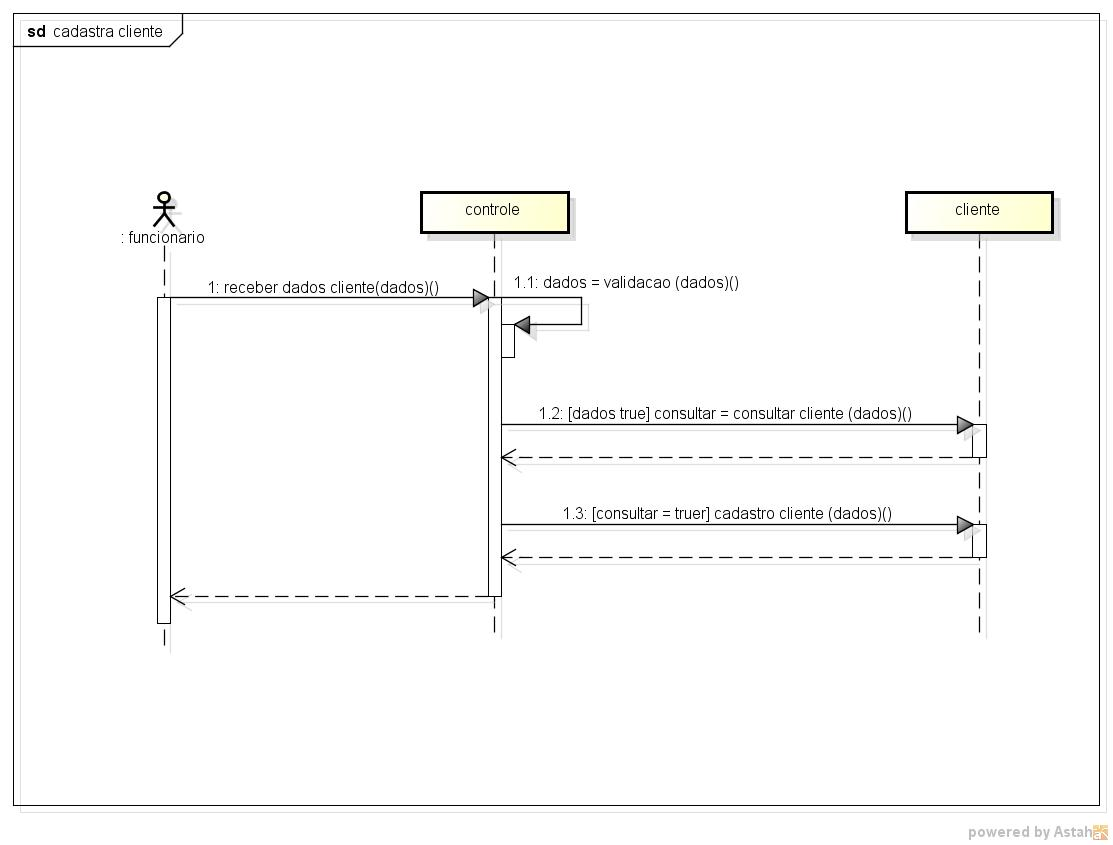 sd cadastra cliente
controle
cliente
: funcionario
1: receber dados cliente(dados)()
1.1: dados = validacao (dados)()
1.2: [dados true] consultar = consultar cliente (dados)()
1.3: [consultar = truer] cadastro cliente (dados)()
powered by Astah